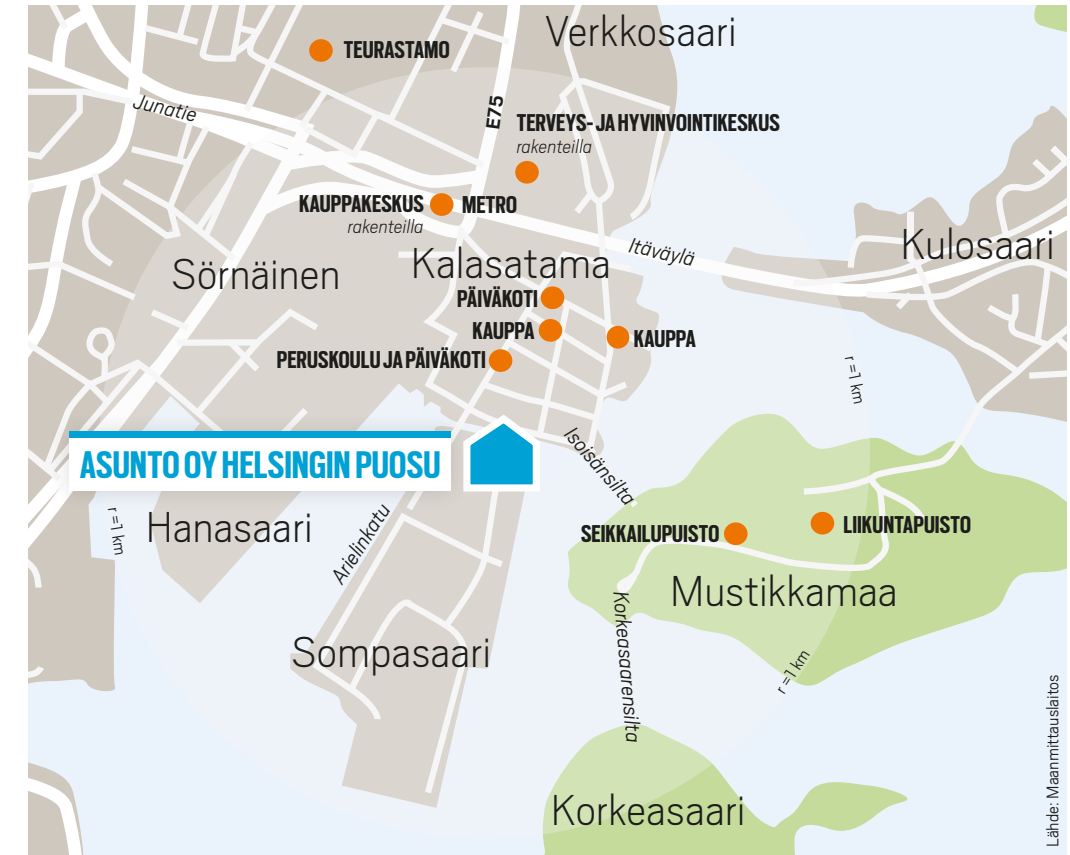 Verkkosaari
TEURASTAMO
Junatie
E75
TERVEYS- JA HYVINVOINTIKESKUS
rakenteilla
KAUPPAKESKUS
METRO
rakenteilla
Itäväylä
Kulosaari
Sörnäinen
Kalasatama
PÄIVÄKOTI
KAUPPA
KAUPPA
PERUSKOULU JA PÄIVÄKOTI
r = 1 km
ASUNTO OY HELSINGIN PUOSU
Isoisänsilta
r = 1 km
Hanasaari
Arielinkatu
SEIKKAILUPUISTO
LIIKUNTAPUISTO
Mustikkamaa
Korkeasaarensilta
Sompasaari
r = 1 km
Korkeasaari
Lähde: Maanmittauslaitos